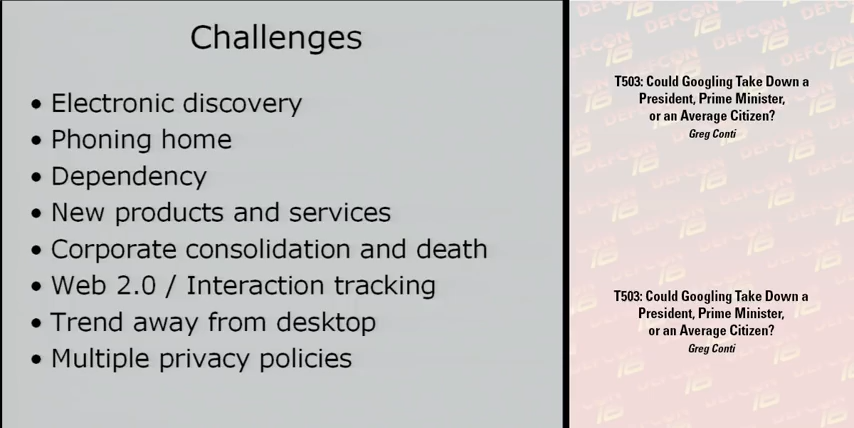 Challenges
• Electronic discovery
• Phoning home
• Dependency
• New products and services
• Corporate consolidation and death
• Web 2.0 / Interaction tracking
• Trend away from desktop
• Multiple privacy policies
DEFCON
16
T503: Could Googling Take Down a
President, Prime Minister,
or an Average Citizen?
Greg Conti
T503: Could Googling Take Down a
President, Prime Minister,
or an Average Citizen?
Greg Conti